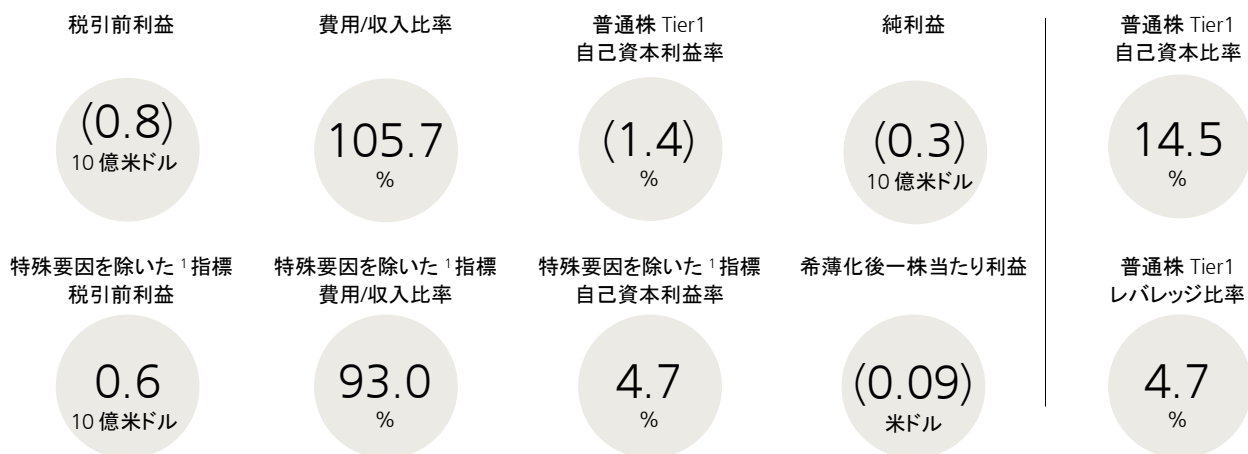 税引前利益
(0.8)
10 億米ドル
費用/収入比率
105.7
%
普通株 Tier1
自己資本利益率
(1.4)
%
純利益
(0.3)
10 億米ドル
普通株 Tier1
自己資本比率
14.5
%
特殊要因を除いた 1 指標
税引前利益
0.6
10 億米ドル
特殊要因を除いた 1 指標
費用/収入比率
93.0
%
特殊要因を除いた 1 指標
自己資本利益率
4.7
%
希薄化後一株当たり利益
(0.09)
米ドル
普通株 Tier1
レバレッジ比率
4.7
%